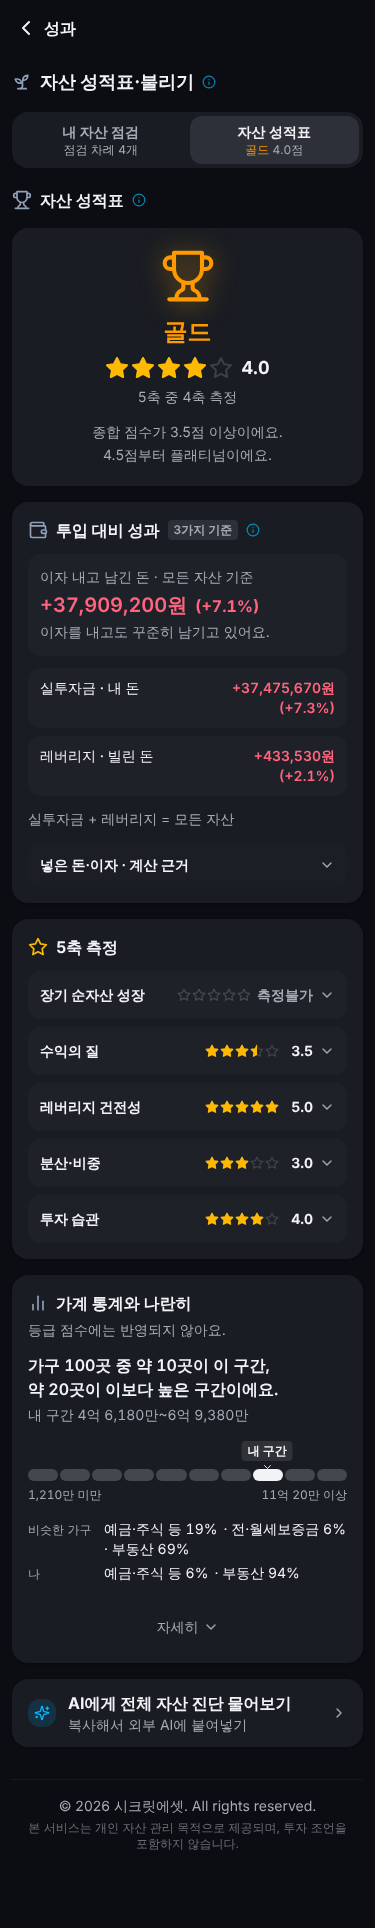 성과
자산 성적표·불리기
내 자산 점검
점검 차례 4개
자산 성적표
골드 4.0점
자산 성적표
골드
4.0
5축 중 4축 측정
종합 점수가 3.5점 이상이에요.
4.5점부터 플래티넘이에요.
투입 대비 성과 3가지 기준
이자 내고 남긴 돈 · 모든 자산 기준
+37,909,200원 (+7.1%)
이자를 내고도 꾸준히 남기고 있어요.
실투자금 · 내 돈 +37,475,670원
(+7.3%)
레버리지 · 빌린 돈 +433,530원
(+2.1%)
실투자금 + 레버리지 = 모든 자산
넣은 돈·이자 · 계산 근거
5축 측정
장기 순자산 성장 측정불가
수익의 질 3.5
레버리지 건전성 5.0
분산·비중 3.0
투자 습관 4.0
가계 통계와 나란히
등급 점수에는 반영되지 않아요.
가구 100곳 중 약 10곳이 이 구간,
약 20곳이 이보다 높은 구간이에요.
내 구간 4억 6,180만~6억 9,380만
내 구간
1,210만 미만 11억 20만 이상
비슷한 가구 예금·주식 등 19% · 전·월세보증금 6%
· 부동산 69%
나 예금·주식 등 6% · 부동산 94%
자세히
AI에게 전체 자산 진단 물어보기
복사해서 외부 AI에 붙여넣기
© 2026 시크릿에셋. All rights reserved.
본 서비스는 개인 자산 관리 목적으로 제공되며, 투자 조언을
포함하지 않습니다.